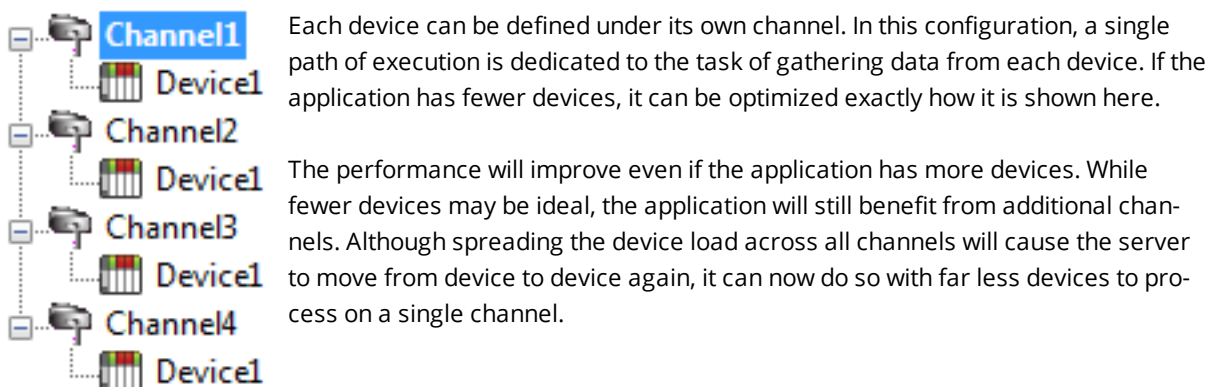 Channel1
Device1
Channel2
Device1
Channel3
Device1
Channel4
Device1
Each device can be defined under its own channel. In this configuration, a single
path of execution is dedicated to the task of gathering data from each device. If the
application has fewer devices, it can be optimized exactly how it is shown here.
The performance will improve even if the application has more devices. While
fewer devices may be ideal, the application will still benefit from additional chan-
nels. Although spreading the device load across all channels will cause the server
to move from device to device again, it can now do so with far less devices to pro-
cess on a single channel.